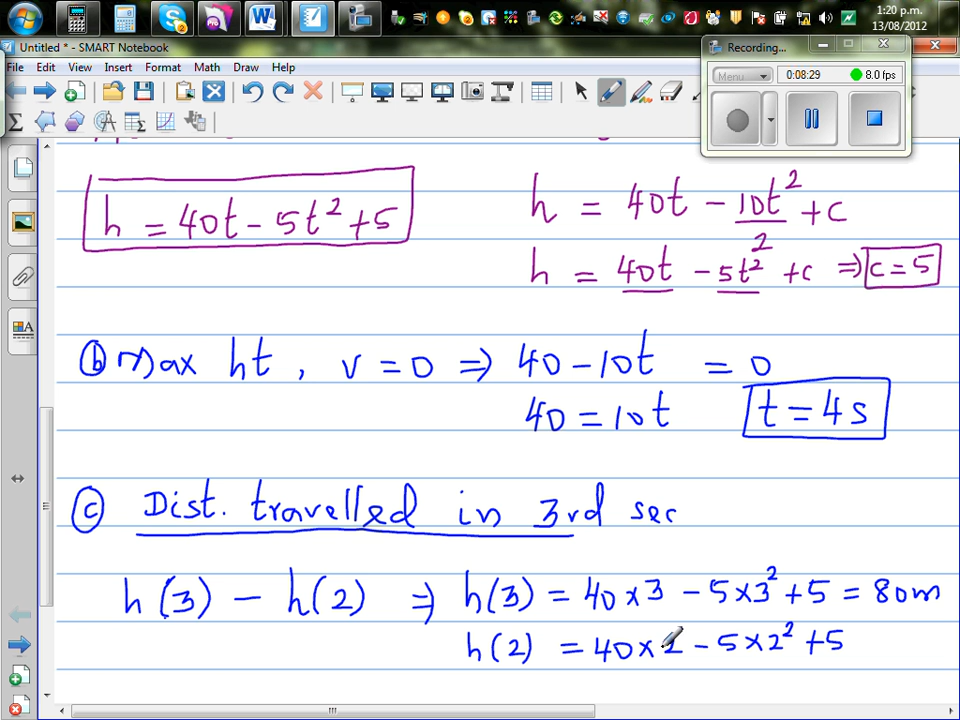 1:20 p.m.
13/08/2012
Untitled * - SMART Notebook
Recording...
File Edit View Insert Format Math Draw Help
Menu
0:08:29
8.0 fps
h = 40t - 5t² + 5
h = 40t - 10t² + c
2
h = 40t - 5t² + c ⇒ c = 5
(b) Max ht, v = 0 ⇒ 40 - 10t = 0
40 = 10t t = 4s
(c) Dist. travelled in 3rd sec
h(3) - h(2) ⇒ h(3) = 40 × 3 - 5 × 3² + 5 = 80m
h(2) = 40 × 2 - 5 × 2² + 5